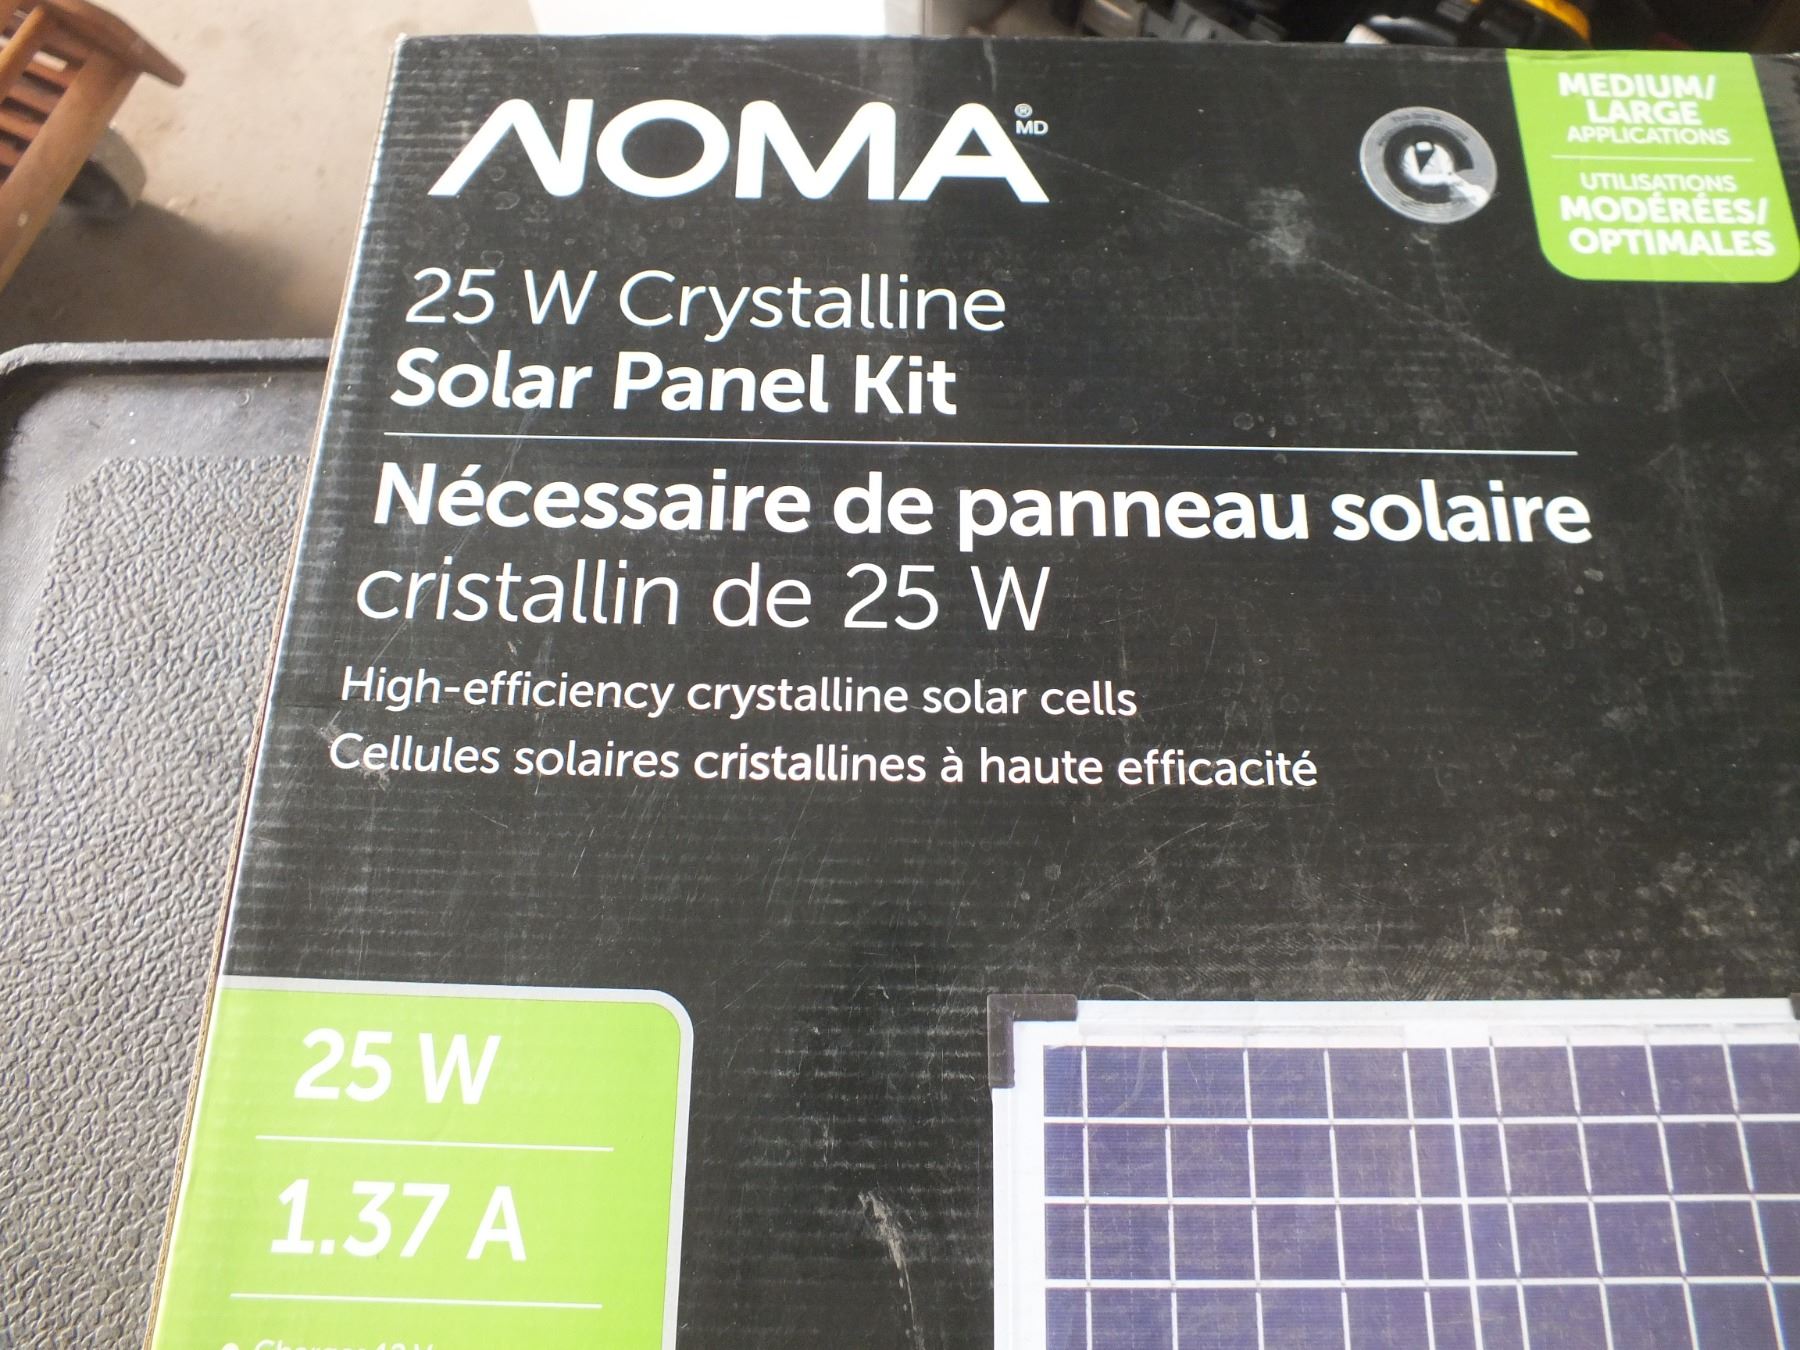 NOMA
®
MD
MEDIUM/
LARGE
APPLICATIONS
UTILISATIONS
MODÉRÉES/
OPTIMALES
25 W Crystalline
Solar Panel Kit
Nécessaire de panneau solaire
cristallin de 25 W
High-efficiency crystalline solar cells
Cellules solaires cristallines à haute efficacité
25 W
1.37 A